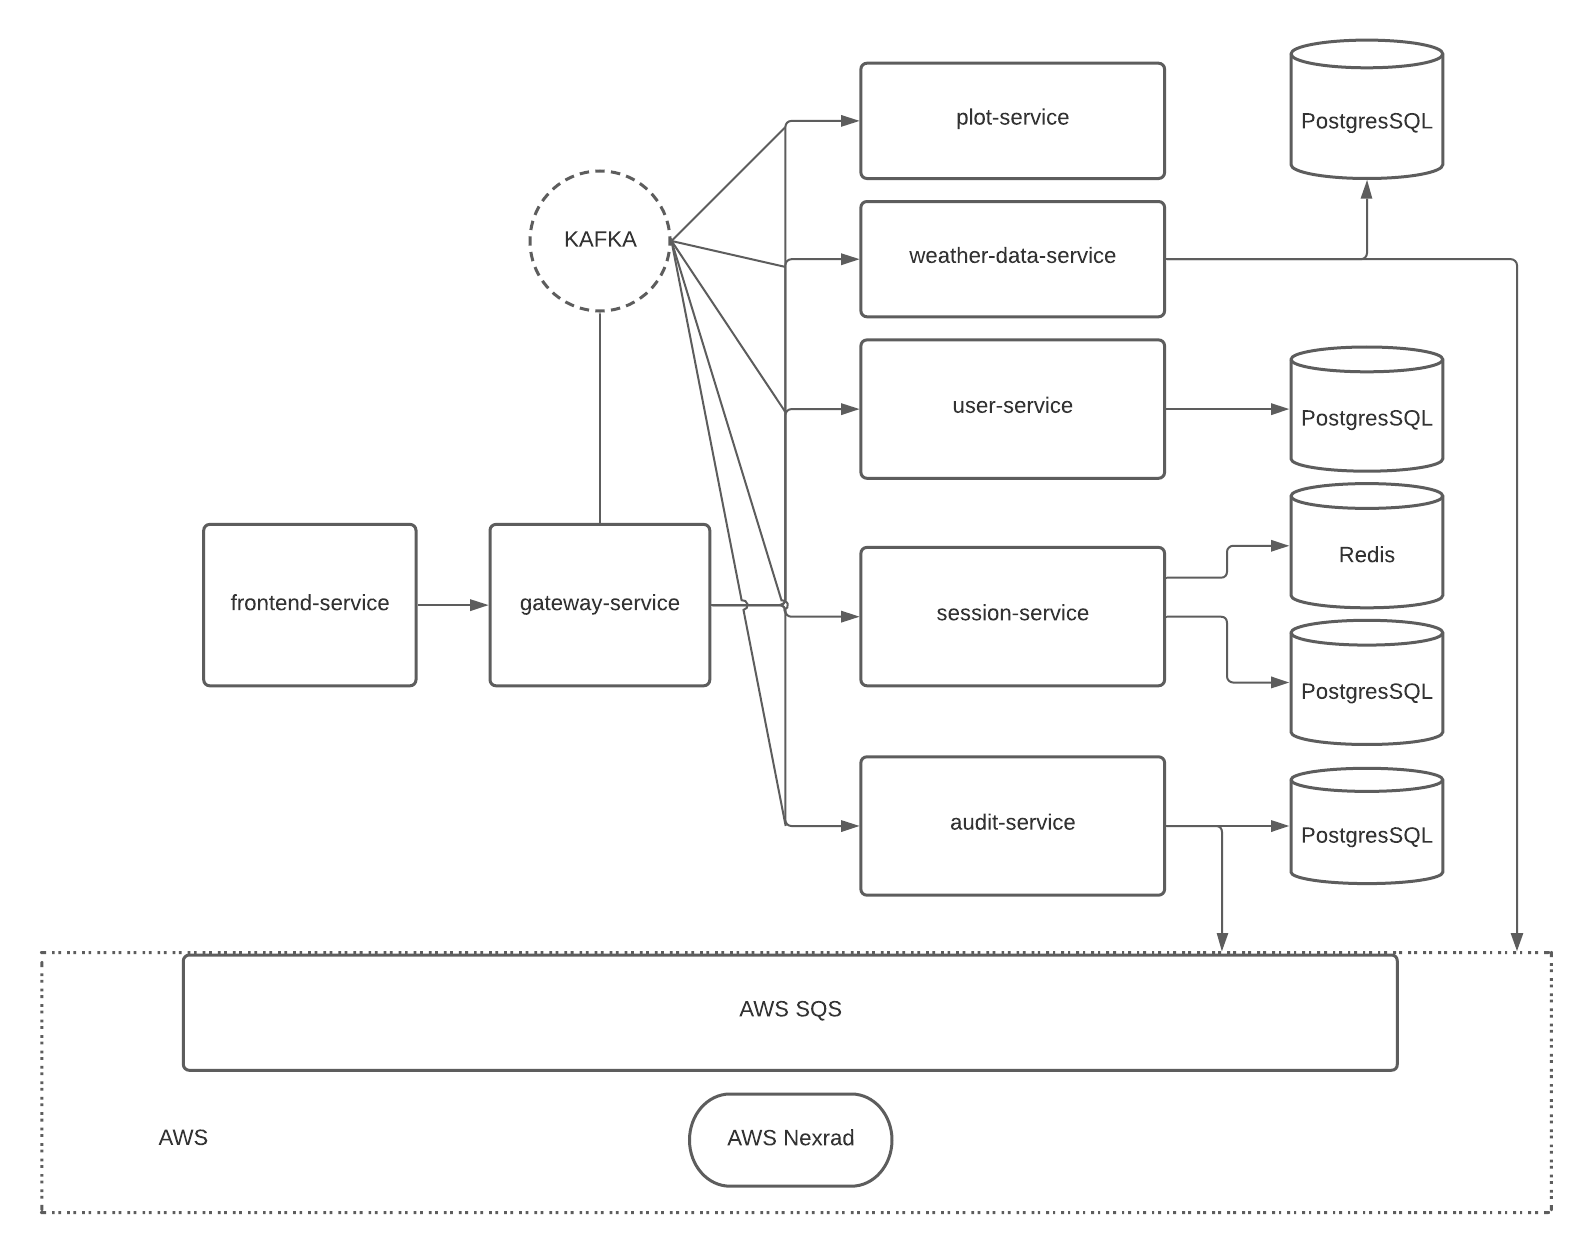 plot-service
PostgresSQL
KAFKA
weather-data-service
user-service
PostgresSQL
Redis
frontend-service
gateway-service
session-service
PostgresSQL
audit-service
PostgresSQL
AWS SQS
AWS
AWS Nexrad